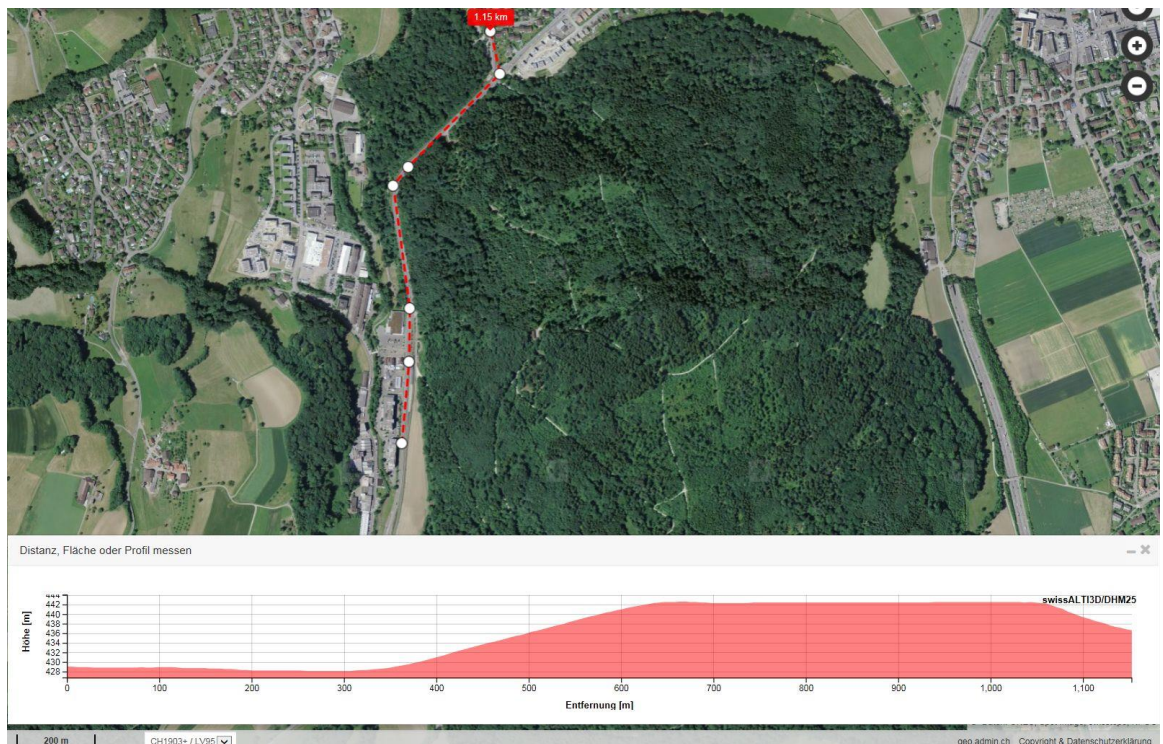 1.15 km
Distanz, Fläche oder Profil messen
swissALTI3D/DHM25
Höhe [m]
444
442
440
438
436
434
432
430
428
0 100 200 300 400 500 600 700 800 900 1,000 1,100
Entfernung [m]
200 m
CH1903+ / LV95
geo.admin.ch Copyright & Datenschutzerklärung